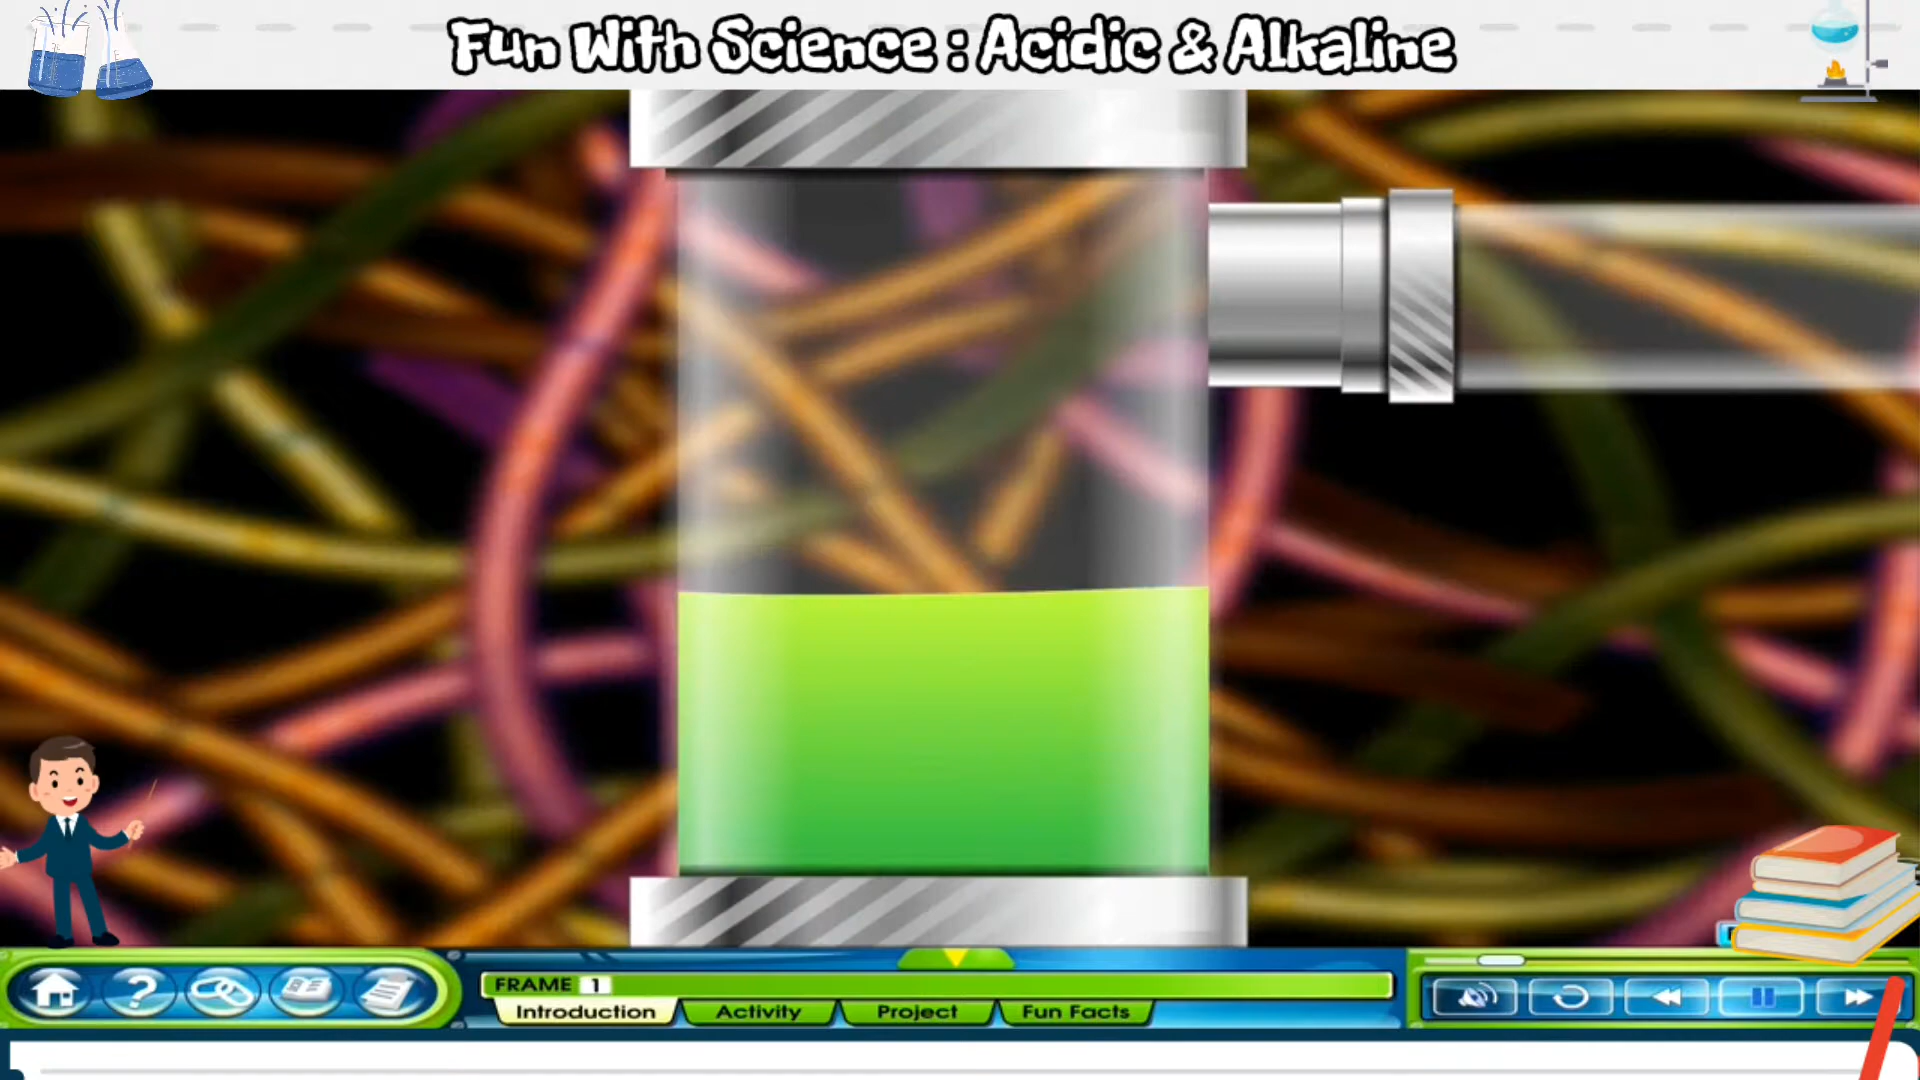 Fun With Science : Acidic & Alkaline
FRAME 1
Introduction
Activity
Project
Fun Facts